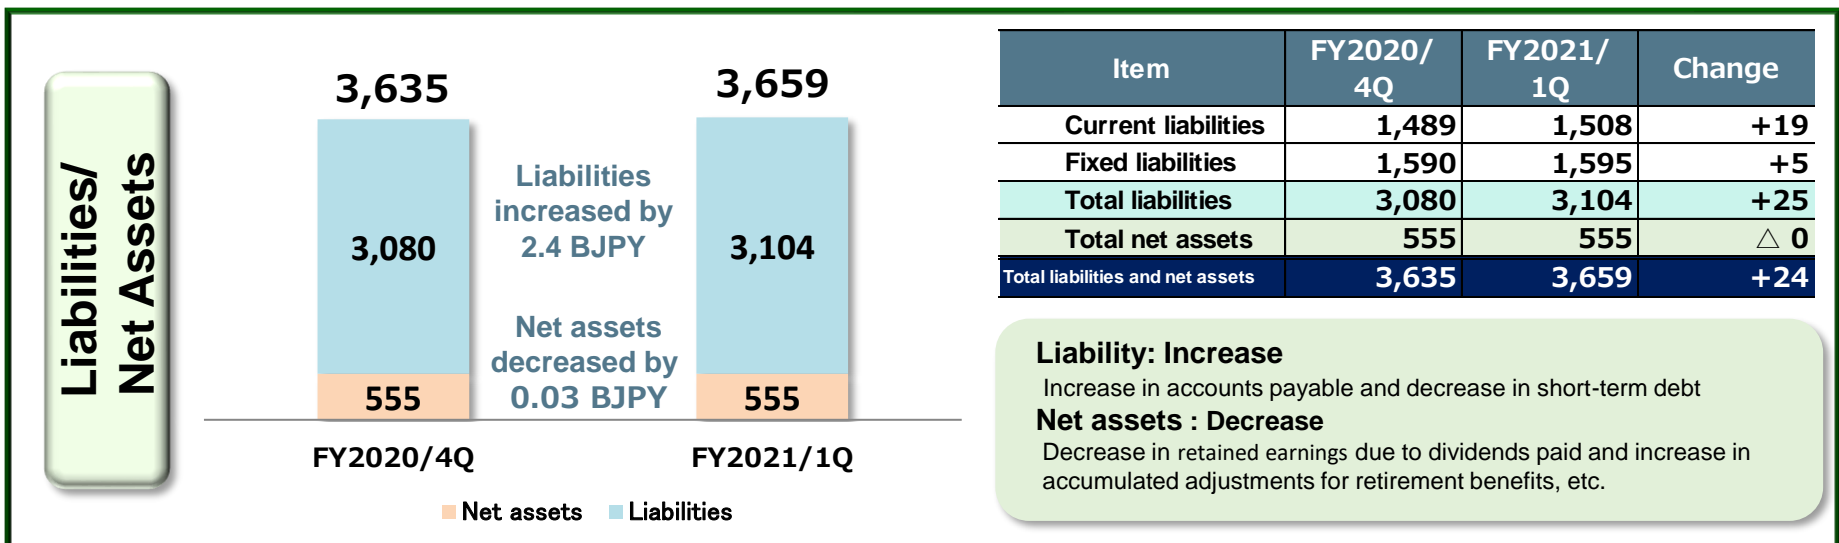 Liabilities/
Net Assets
3,635
3,659
Liabilities
increased by
2.4 BJPY
3,080
3,104
Net assets
decreased by
0.03 BJPY
555
555
FY2020/4Q
FY2021/1Q
Net assets
Liabilities
Item FY2020/ 4Q FY2021/ 1Q Change
Current liabilities 1,489 1,508 +19
Fixed liabilities 1,590 1,595 +5
Total liabilities 3,080 3,104 +25
Total net assets 555 555 △ 0
Total liabilities and net assets 3,635 3,659 +24
Liability: Increase
Increase in accounts payable and decrease in short-term debt
Net assets : Decrease
Decrease in retained earnings due to dividends paid and increase in
accumulated adjustments for retirement benefits, etc.